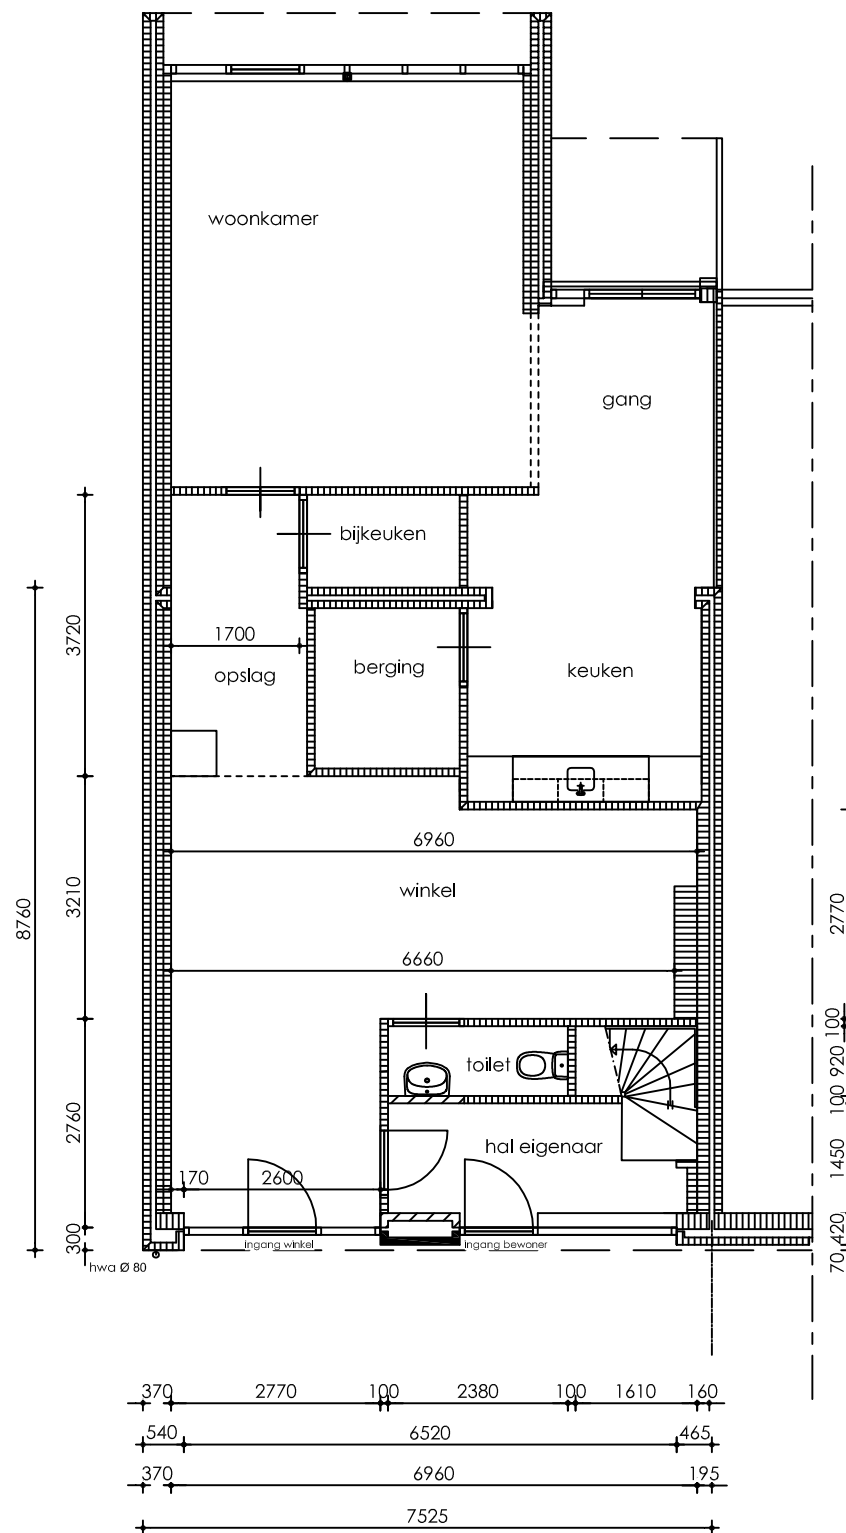 woonkamer
gang
bijkeuken
3720
1700
opslag
berging
keuken
6960
winkel
3210
8760
2770
6660
100
toilet
920
2760
100
hal eigenaar
1450
170
2600
300
ingang winkel
ingang bewoner
420
70
hwa Ø 80
370
2770
100
2380
100
1610
160
540
6520
465
370
6960
195
7525